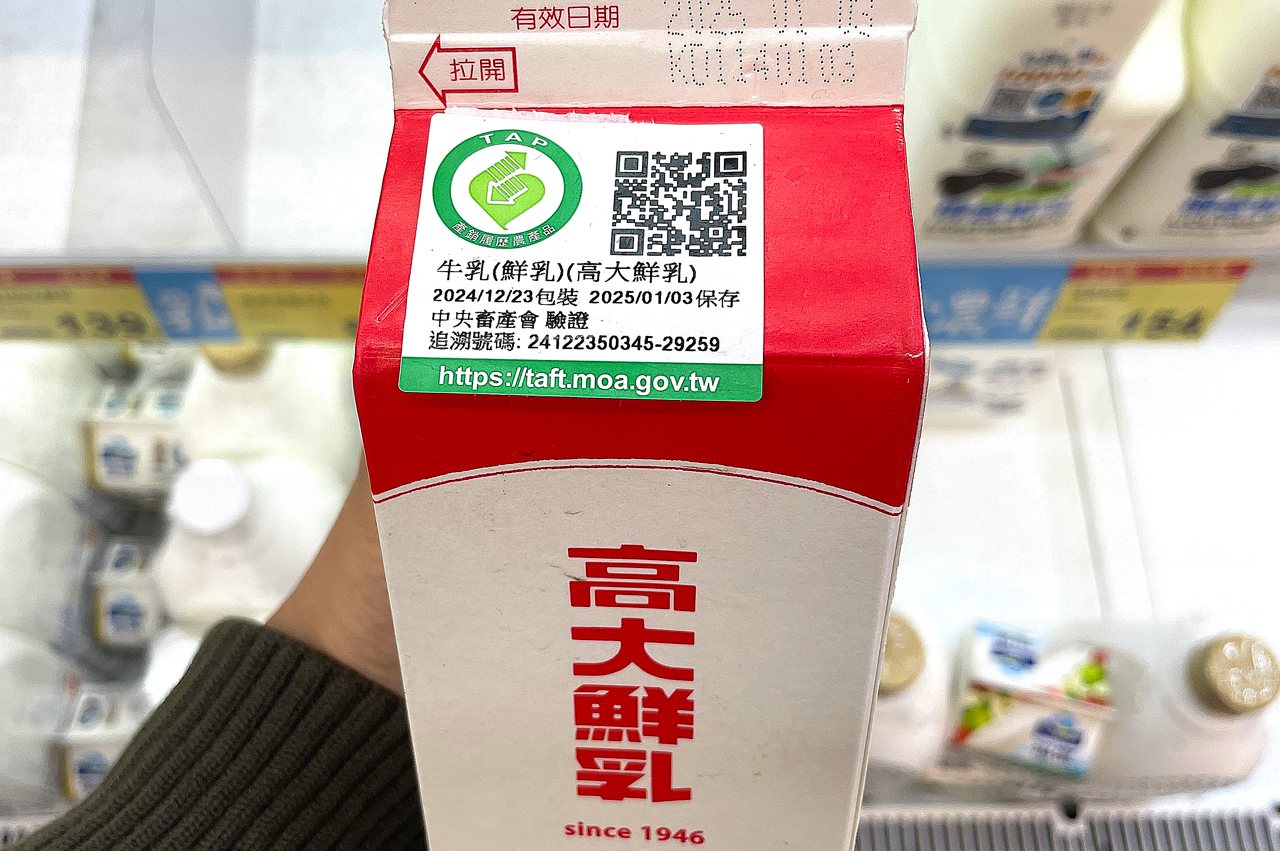 有效日期 2025 01 03
拉開 KO1140103
TAP
產銷履歷農產品
牛乳(鮮乳)(高大鮮乳)
2024/12/23包裝 2025/01/03保存
中央畜產會 驗證
追溯號碼: 24122350345-29259
https://taft.moa.gov.tw
高大鮮乳
since 1946
139